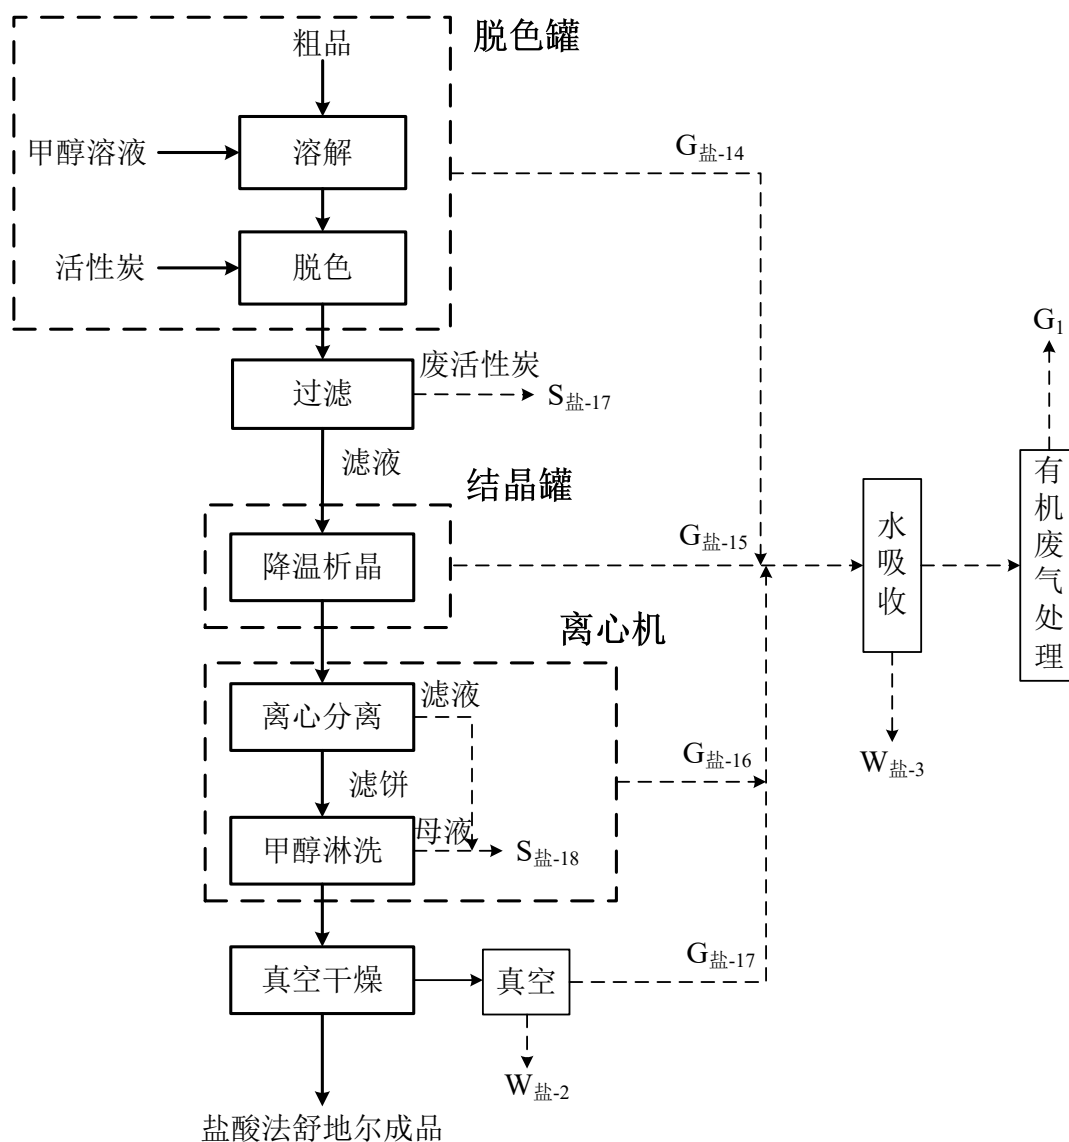 脱色罐
粗品
甲醇溶液
溶解
G盐-14
活性炭
脱色
G1
过滤
废活性炭
S盐-17
滤液
结晶罐
降温析晶
G盐-15
水吸收
有机废气处理
离心机
离心分离
滤液
滤饼
G盐-16
W盐-3
甲醇淋洗
母液
S盐-18
真空干燥
真空
G盐-17
W盐-2
盐酸法舒地尔成品